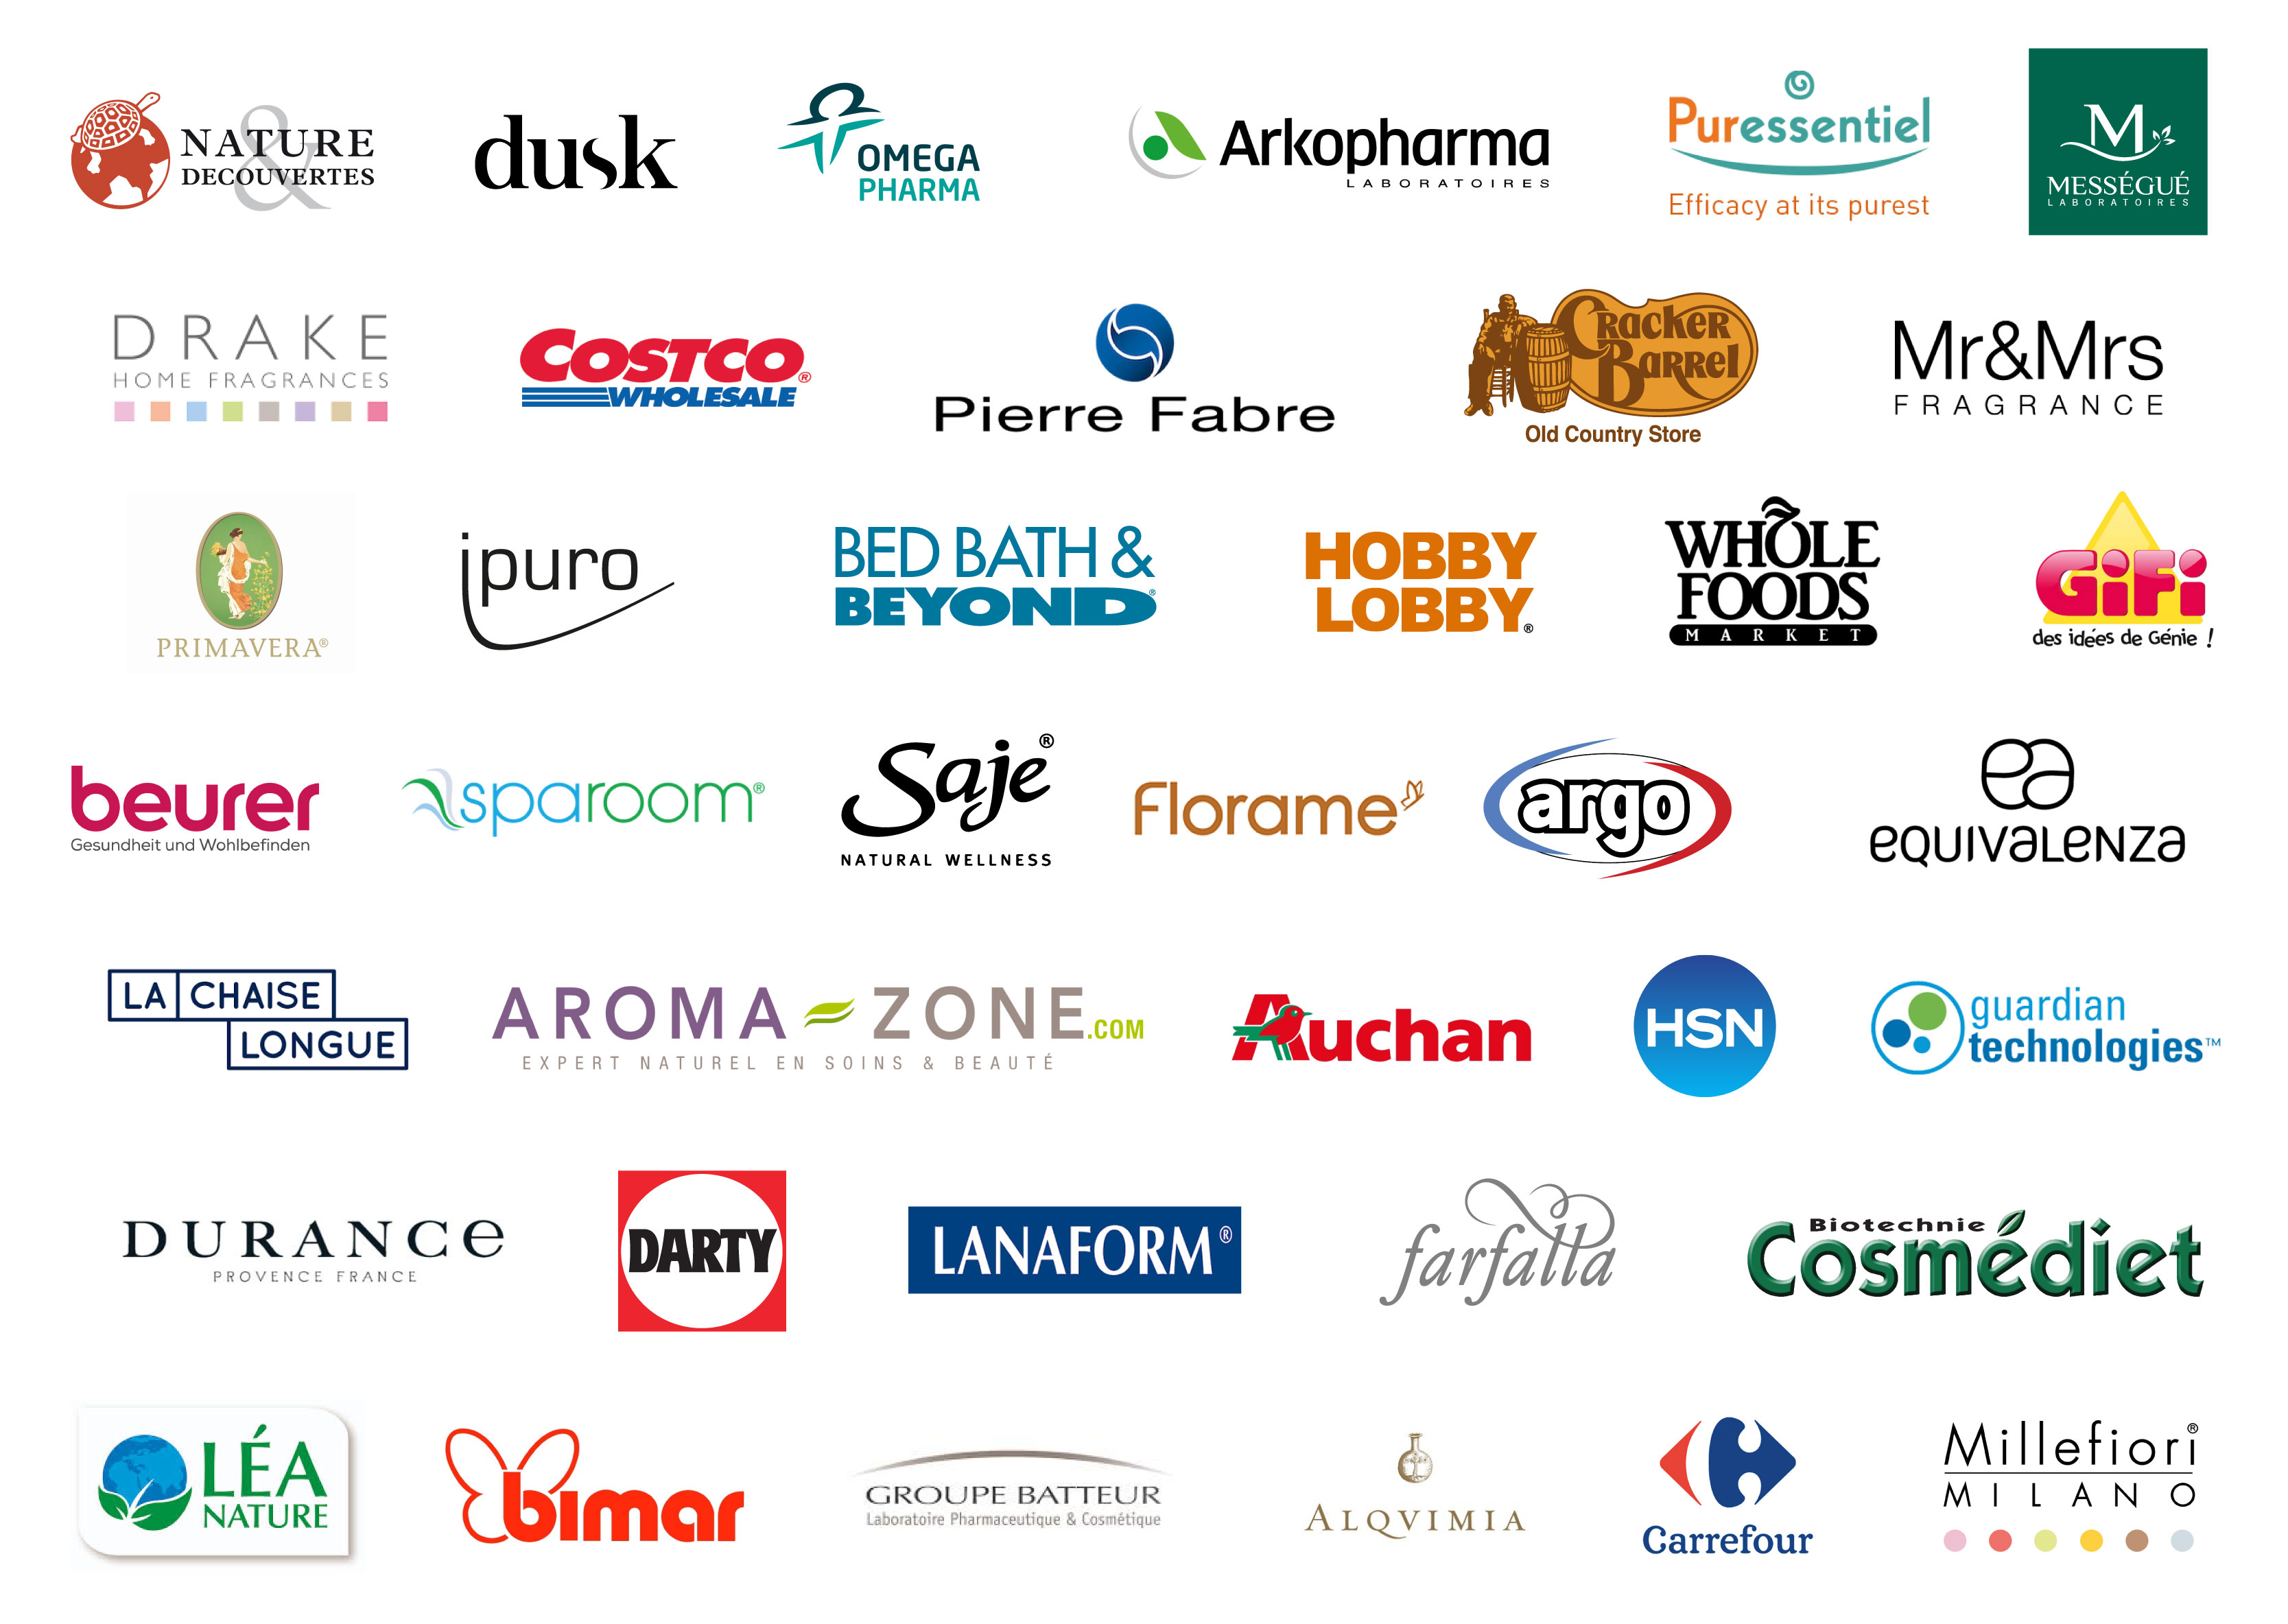 NATURE
&
DECOUVERTES
dusk
OMEGA
PHARMA
Arkopharma
LABORATOIRES
Puressentiel
Efficacy at its purest
M
MESSÉGUÉ
LABORATOIRES
DRAKE
HOME FRAGRANCES
COSTCO®
WHOLESALE
Pierre Fabre
Cracker
Barrel
Old Country Store
Mr&Mrs
FRAGRANCE
PRIMAVERA®
ipuro
BED BATH &
BEYOND®
HOBBY
LOBBY®
WHOLE
FOODS
MARKET
GiFi
des idées de Génie !
beurer
Gesundheit und Wohlbefinden
sparoom®
Saje®
NATURAL WELLNESS
Florame
argo
eQUIVaLeNZa
LA CHAISE
LONGUE
AROMA ZONE.COM
EXPERT NATUREL EN SOINS & BEAUTÉ
Auchan
HSN
guardian
technologies™
DURANCe
PROVENCE FRANCE
DARTY
LANAFORM®
farfalla
Biotechnie
Cosmédiet
LÉA
NATURE
bimar
GROUPE BATTEUR
Laboratoire Pharmaceutique & Cosmétique
ALQVIMIA
Carrefour
Millefiori®
MILANO